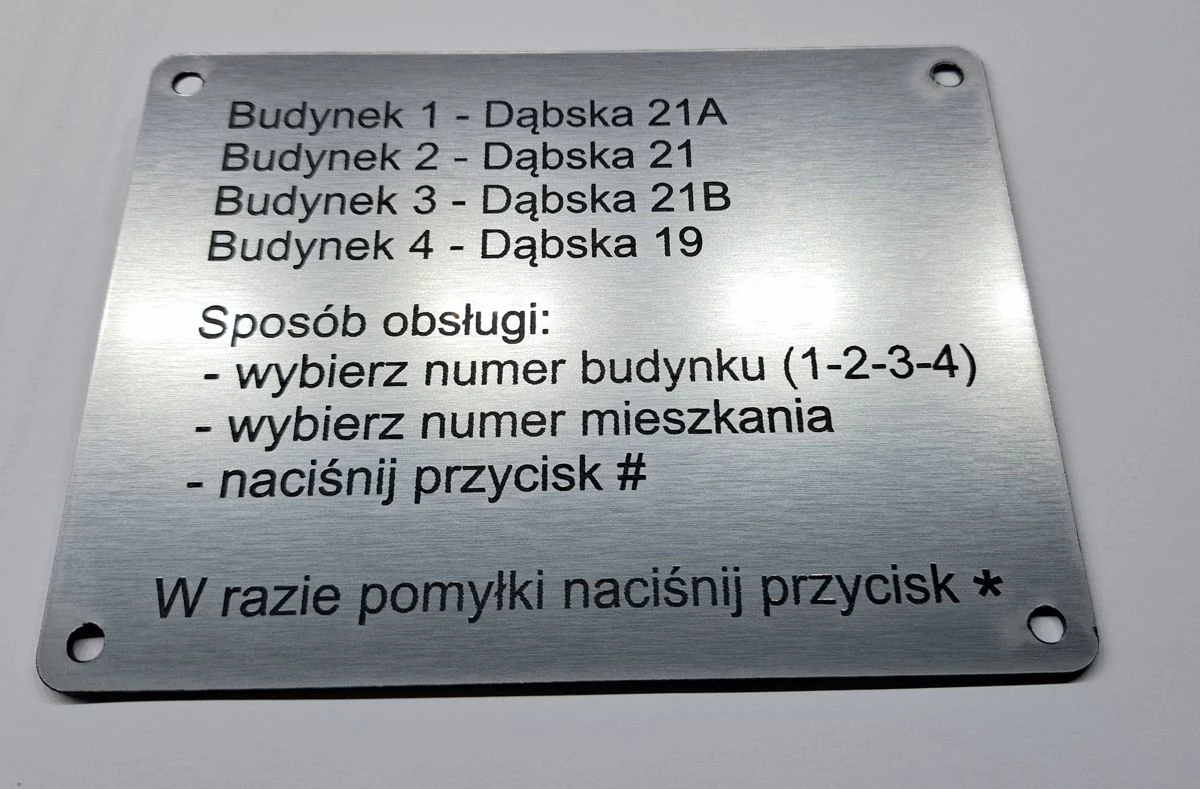 Budynek 1 - Dąbska 21A
Budynek 2 - Dąbska 21
Budynek 3 - Dąbska 21B
Budynek 4 - Dąbska 19
Sposób obsługi:
- wybierz numer budynku (1-2-3-4)
- wybierz numer mieszkania
- naciśnij przycisk #
W razie pomyłki naciśnij przycisk *